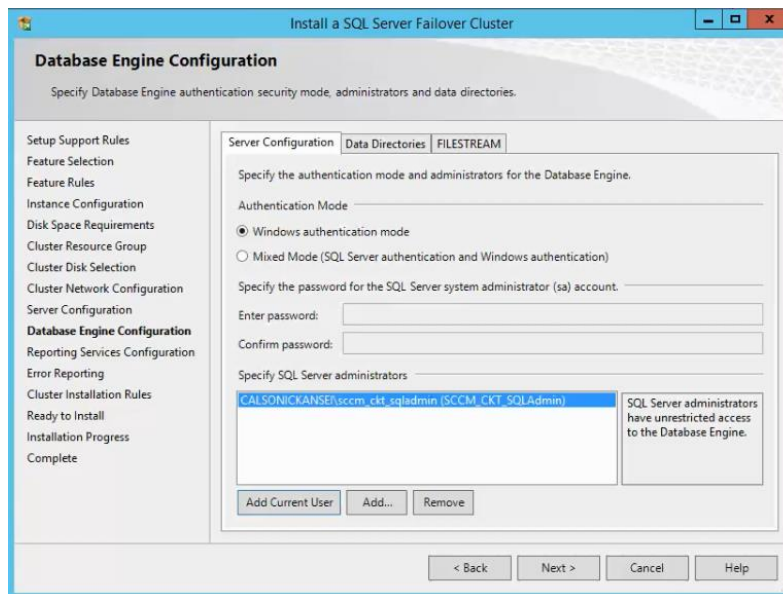 Install a SQL Server Failover Cluster
Database Engine Configuration
Specify Database Engine authentication security mode, administrators and data directories.
Setup Support Rules
Feature Selection
Feature Rules
Instance Configuration
Disk Space Requirements
Cluster Resource Group
Cluster Disk Selection
Cluster Network Configuration
Server Configuration
Database Engine Configuration
Reporting Services Configuration
Error Reporting
Cluster Installation Rules
Ready to Install
Installation Progress
Complete
Server Configuration
Data Directories
FILESTREAM
Specify the authentication mode and administrators for the Database Engine.
Authentication Mode
Windows authentication mode
Mixed Mode (SQL Server authentication and Windows authentication)
Specify the password for the SQL Server system administrator (sa) account.
Enter password:
Confirm password:
Specify SQL Server administrators
CALSONICKANSEI\sccm_ckt_sqladmin (SCCM_CKT_SQLAdmin)
SQL Server administrators
have unrestricted access
to the Database Engine.
Add Current User
Add...
Remove
< Back
Next >
Cancel
Help